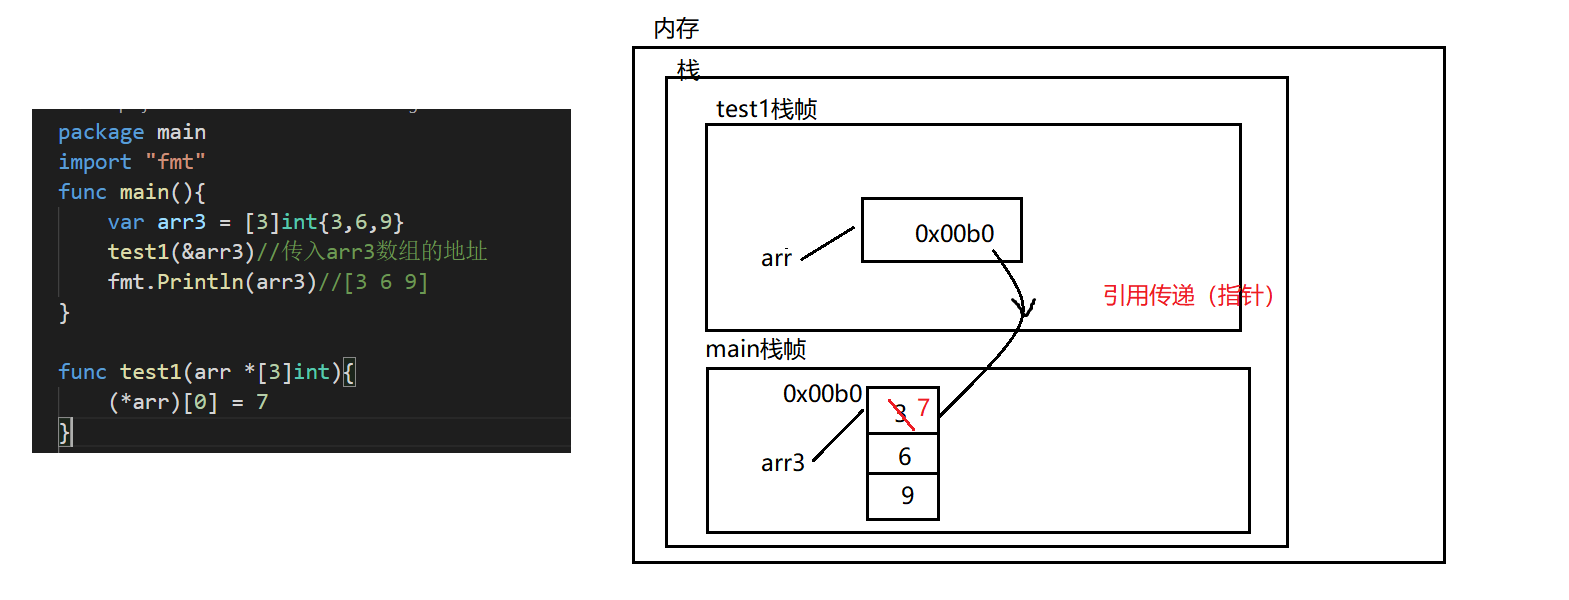 package main
import "fmt"
func main(){
var arr3 = [3]int{3,6,9}
test1(&arr3)//传入arr3数组的地址
fmt.Println(arr3)//[3 6 9]
}
func test1(arr *[3]int){
(*arr)[0] = 7
}
内存
栈
test1栈帧
0x00b0
arr
引用传递（指针）
main栈帧
0x00b0
3 7
arr3
6
9